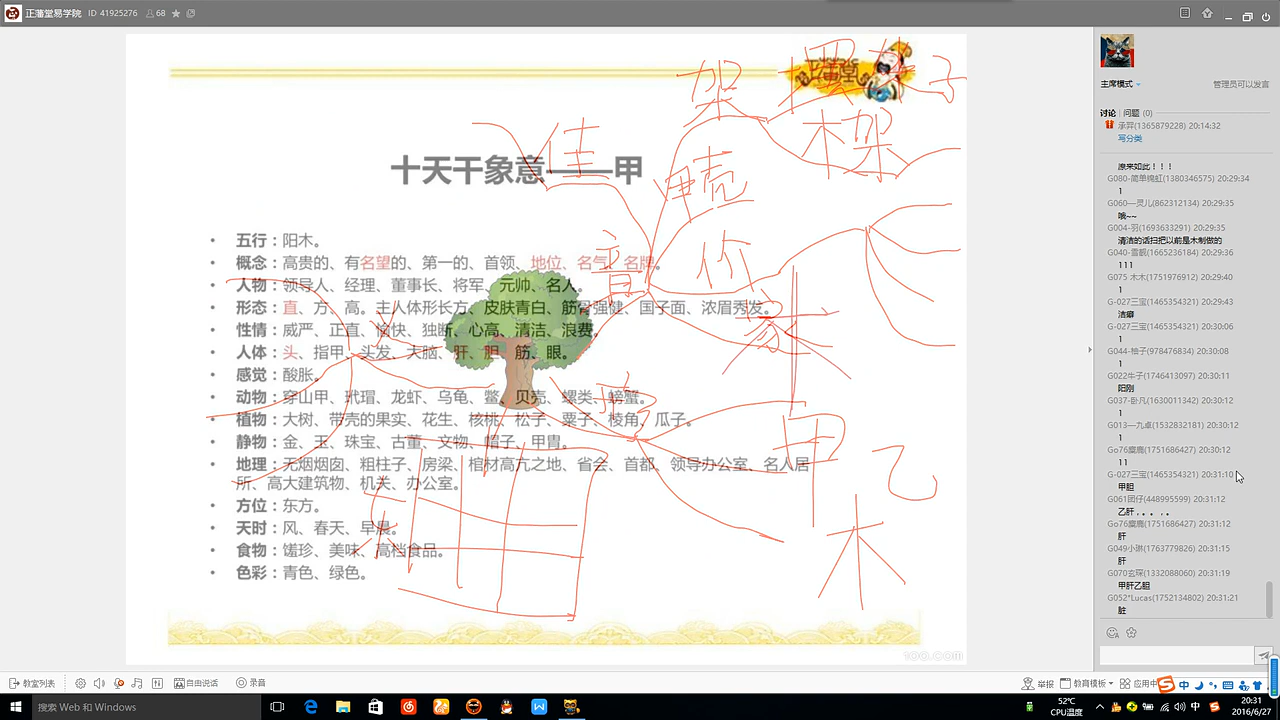 正藩堂易学院 ID 41925276 68
架 摆 子
木架
佳
十天干象意——甲
壳
意 价
• 五行：阳木。
• 概念：高贵的、有名望的、第一的、首领、地位、名气、名牌。
• 人物：领导人、经理、董事长、将军、元帅、名人。
• 形态：直、方、高。主人体形长方、皮肤青白、筋骨强健、国子面、浓眉秀发。
• 性情：威严、正直、愉快、独断、心高、清洁、浪费。
• 人体：头、指甲、头发、大脑、肝、胆、筋、眼。
• 感觉：酸胀。
• 动物：穿山甲、玳瑁、龙虾、乌龟、鳖、贝壳、螺类、螃蟹。
• 植物：大树、带壳的果实、花生、核桃、松子、栗子、棱角、瓜子。
• 静物：金、玉、珠宝、古董、文物、帽子、甲胄。
• 地理：无烟烟囱、粗柱子、房梁、棺材高亢之地、省会、首都、领导办公室、名人居
所、高大建筑物、机关、办公室。
• 方位：东方。
• 天时：风、春天、早晨。
• 食物：馐珍、美味、高档食品。
• 色彩：青色、绿色。
甲 乙
木
100.com
主席模式 管理员可以发言
讨论 问题 (0)
承羿(1365879228) 20:14:32
写分类
原来如此！！！
G080-简单锦虹(1380346575) 20:29:34
1
G060—灵儿(862312134) 20:29:35
哦~~
G004-羽(1693633291) 20:29:35
清洁的话扫把以前是木制做的
G040-雪靓(1665236184) 20:29:36
111
G075 木木(1751976912) 20:29:40
1
G-027三宝(1465354321) 20:29:43
洁癖
G-027三宝(1465354321) 20:30:06
1
G044-柚子(978476834) 20:30:08
1
G022牛子(1746413097) 20:30:11
阳刚
G037-卧凡(1630011342) 20:30:12
1
G013—九卓(1532832181) 20:30:12
1
Go76麋鹿(1751686427) 20:30:12
11
G-027三宝(1465354321) 20:31:10
甲胆
G061团仔(448995599) 20:31:12
乙肝．。．．。
Go76麋鹿(1751686427) 20:31:12
肝
G049小琳(1763779826) 20:31:15
肝
G070玄琛(1332088060) 20:31:19
甲肝乙胆
G052*Lucas(1752134802) 20:31:21
脏
教室列表 自由说话 录音 举报 教育模板 应用中
中
搜索 Web 和 Windows
52℃
CPU温度
中
20:31
2016/6/27